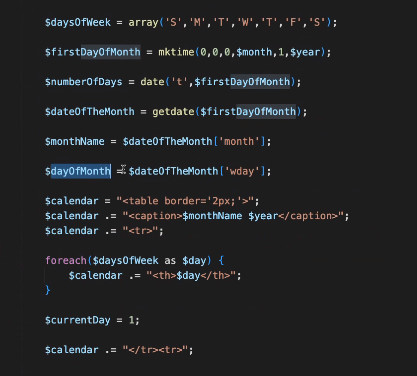 $daysOfWeek = array('S','M','T','W','T','F','S');
$firstDayOfMonth = mktime(0,0,0,$month,1,$year);
$numberOfDays = date('t',$firstDayOfMonth);
$dateOfTheMonth = getdate($firstDayOfMonth);
$monthName = $dateOfTheMonth['month'];
$dayOfMonth = $dateOfTheMonth['wday'];
$calendar = "<table border='2px;'>";
$calendar .= "<caption>$monthName $year</caption>";
$calendar .= "<tr>";
foreach($daysOfWeek as $day) {
$calendar .= "<th>$day</th>";
}
$currentDay = 1;
$calendar .= "</tr><tr>";